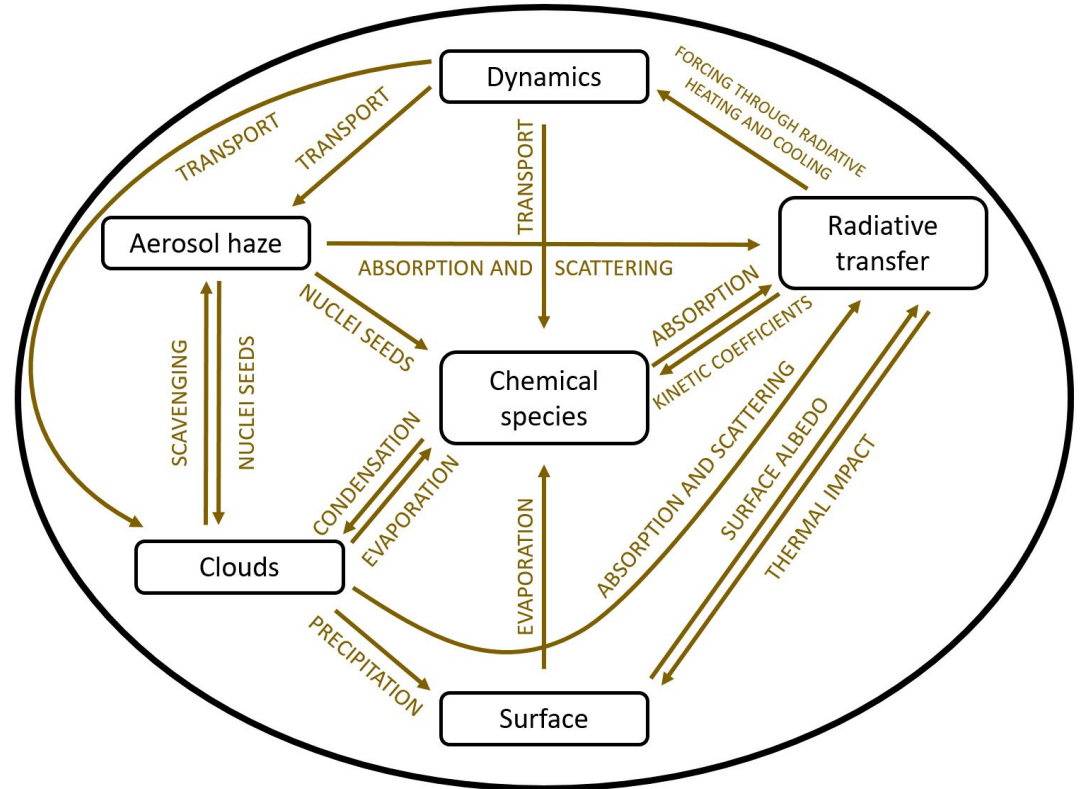 Dynamics
FORCING THROUGH RADIATIVE
HEATING AND COOLING
TRANSPORT
TRANSPORT
TRANSPORT
Aerosol haze
Radiative
transfer
ABSORPTION AND SCATTERING
NUCLEI SEEDS
ABSORPTION
KINETIC COEFFICIENTS
Chemical
species
SCAVENGING
NUCLEI SEEDS
CONDENSATION
EVAPORATION
ABSORPTION AND SCATTERING
SURFACE ALBEDO
THERMAL IMPACT
Clouds
EVAPORATION
PRECIPITATION
Surface